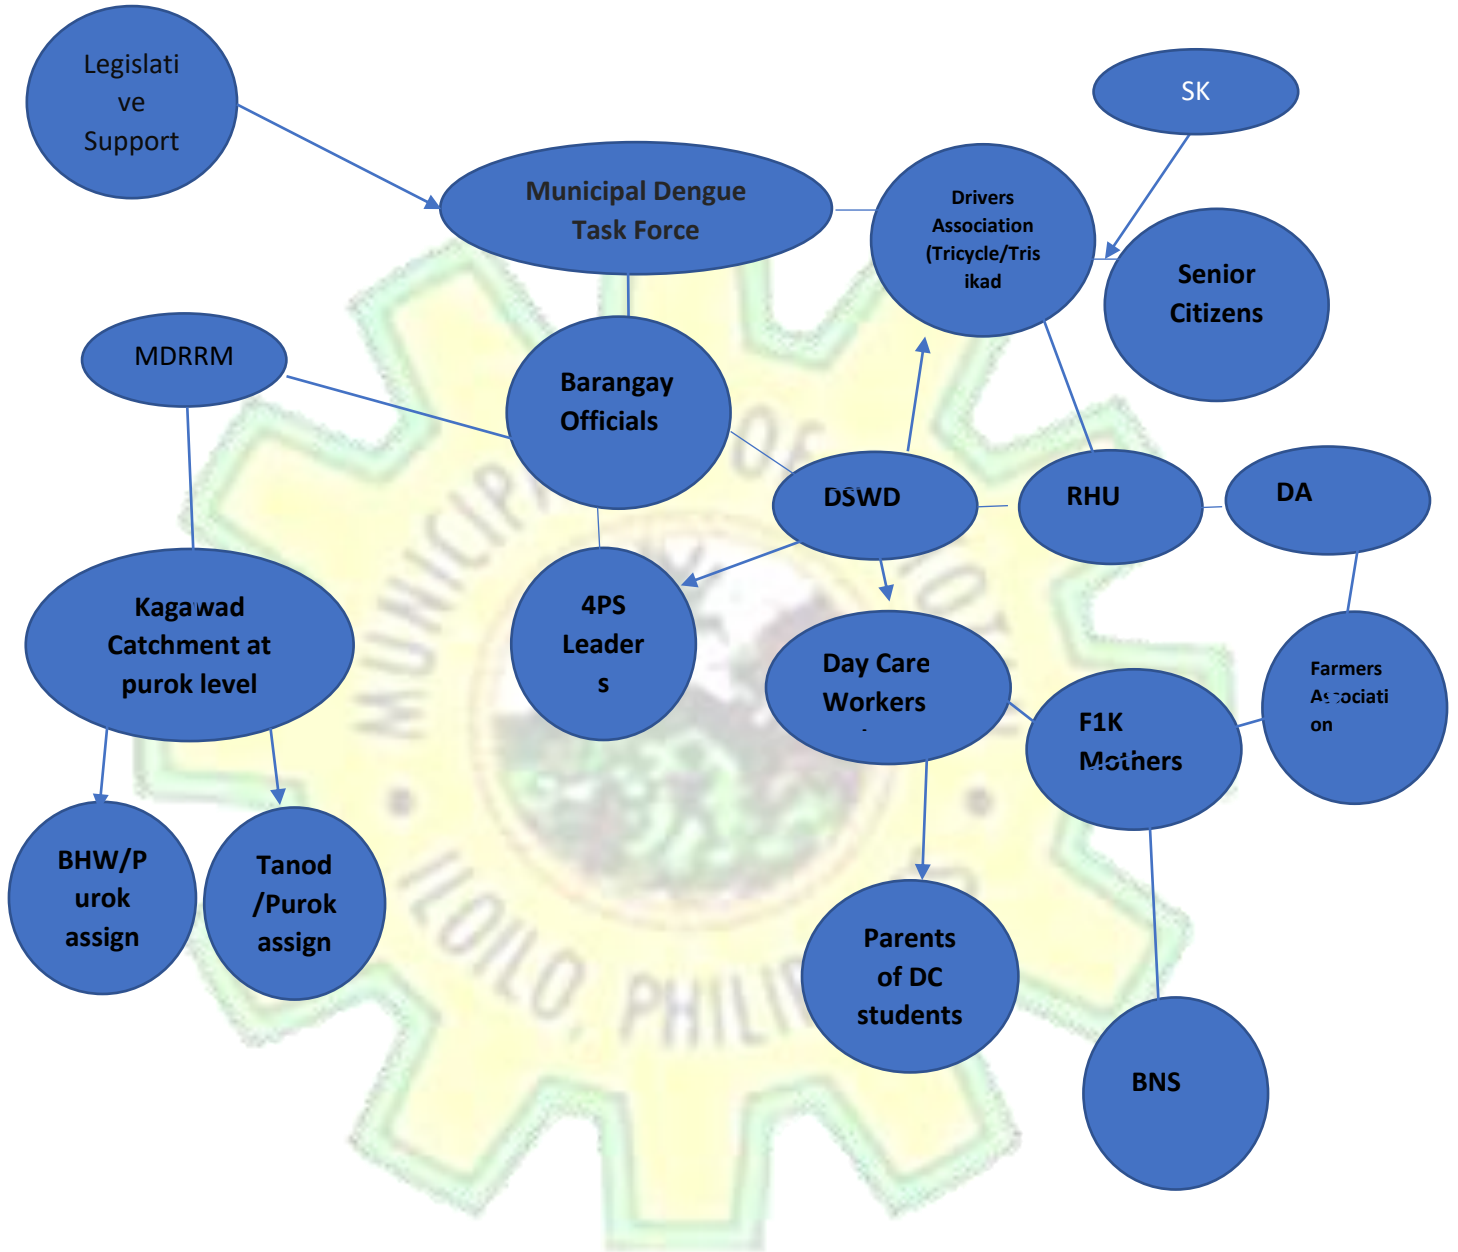 Legislati
ve
Support
SK
Municipal Dengue
Task Force
Drivers
Association
(Tricycle/Tris
ikad
Senior
Citizens
MDRRM
Barangay
Officials
DSWD
RHU
DA
Kagawad
Catchment at
purok level
4PS
Leader
s
Day Care
Workers
F1K
Mothers
Farmers
Associati
on
BHW/P
urok
assign
Tanod
/Purok
assign
Parents
of DC
students
BNS
OF
ILOILO,